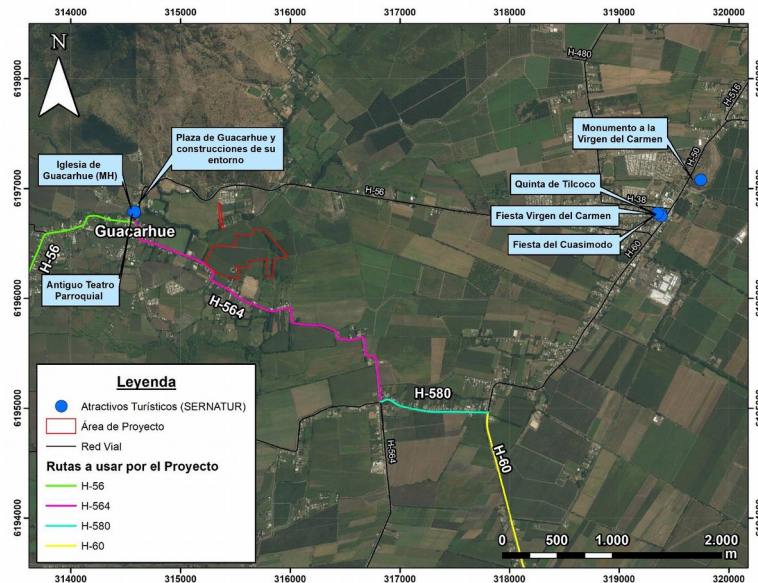 314000 315000 316000 317000 318000 319000 320000
6198000
6197000
6196000
6195000
6194000
N
Plaza de Guacarhue y
construcciones de su
entorno
Iglesia de
Guacarhue (MH)
Guacarhue
Antiguo Teatro
Parroquial
H-56
H-56
H-564
H-564
H-580
H-60
H-480
H-516
H-50
Monumento a la
Virgen del Carmen
Quinta de Tilcoco
H-38
Fiesta Virgen del Carmen
Fiesta del Cuasimodo
H-60
Leyenda
Atractivos Turísticos (SERNATUR)
Área de Proyecto
Red Vial
Rutas a usar por el Proyecto
H-56
H-564
H-580
H-60
0 500 1.000 2.000
m